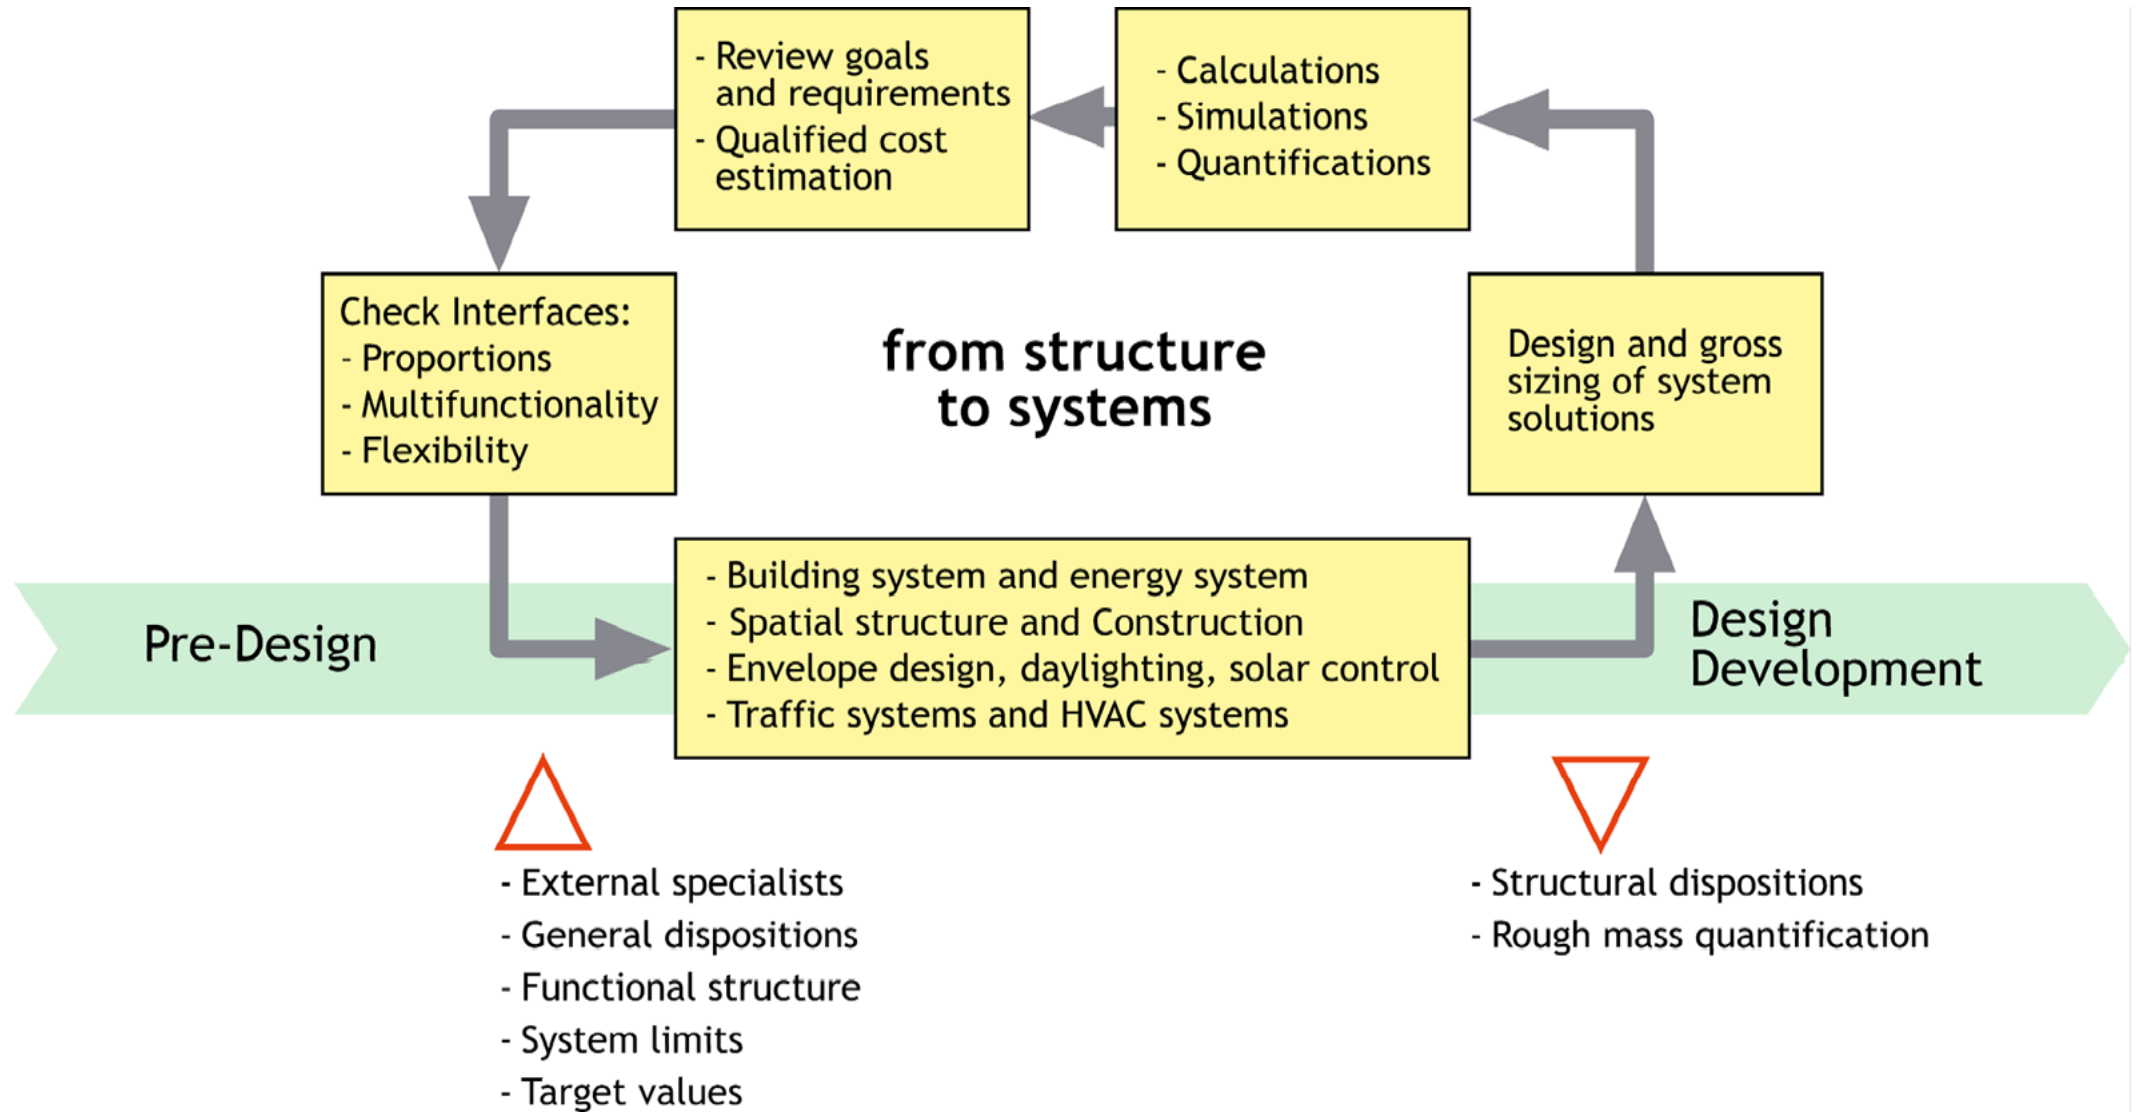 - Review goals
and requirements
- Qualified cost
estimation
- Calculations
- Simulations
- Quantifications
Check Interfaces:
- Proportions
- Multifunctionality
- Flexibility
from structure
to systems
Design and gross
sizing of system
solutions
Pre-Design
- Building system and energy system
- Spatial structure and Construction
- Envelope design, daylighting, solar control
- Traffic systems and HVAC systems
Design
Development
- External specialists
- General dispositions
- Functional structure
- System limits
- Target values
- Structural dispositions
- Rough mass quantification